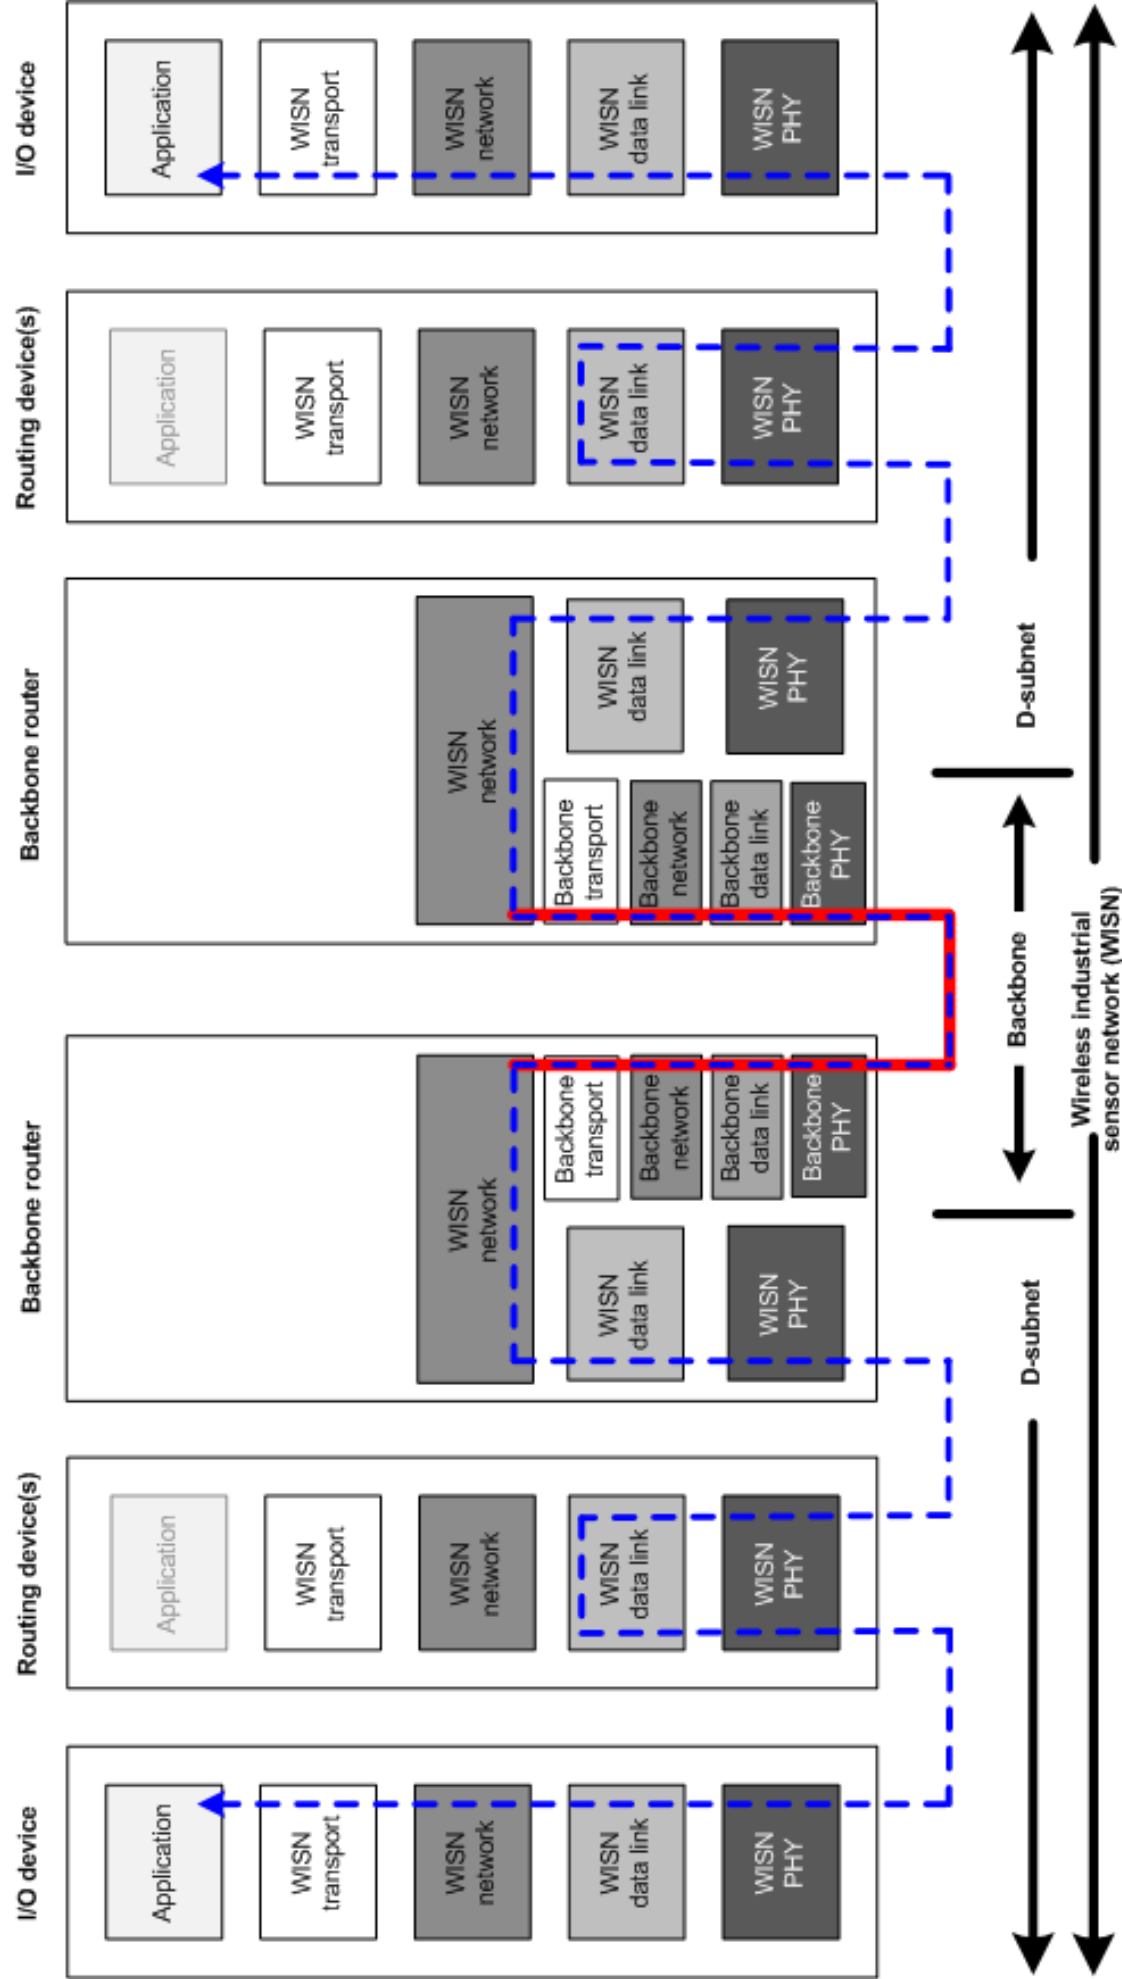 I/O device
Routing device(s)
Backbone router
Backbone router
Routing device(s)
I/O device
Application
WISN
transport
WISN
network
WISN
data link
WISN
PHY
Application
WISN
transport
WISN
network
WISN
data link
WISN
PHY
WISN
network
WISN
data link
WISN
PHY
Backbone
transport
Backbone
network
Backbone
data link
Backbone
PHY
WISN
network
Backbone
transport
Backbone
network
Backbone
data link
Backbone
PHY
WISN
data link
WISN
PHY
Application
WISN
transport
WISN
network
WISN
data link
WISN
PHY
Application
WISN
transport
WISN
network
WISN
data link
WISN
PHY
D-subnet
Backbone
D-subnet
Wireless industrial
sensor network (WISN)